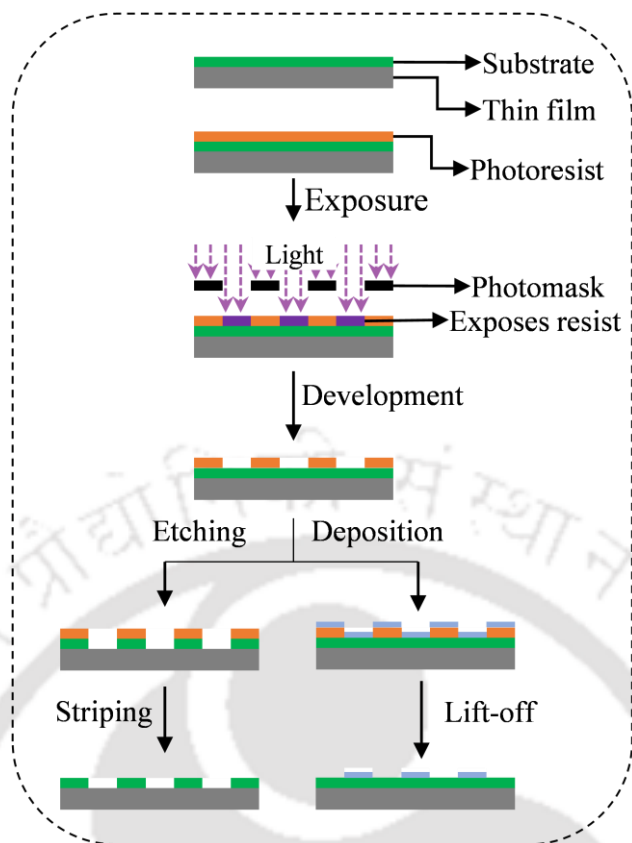 Substrate
Thin film
Photoresist
Exposure
Light
Photomask
Exposes resist
Development
Etching
Deposition
Striping
Lift-off